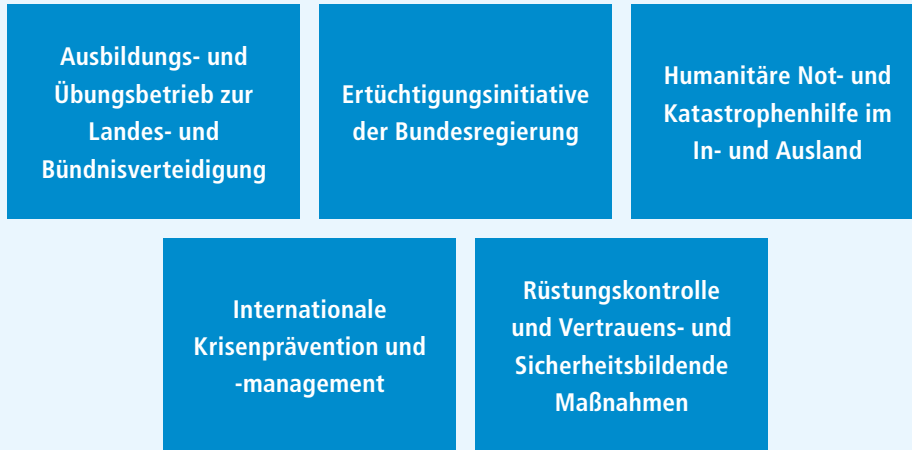 Ausbildungs- und
Übungsbetrieb zur
Landes- und
Bündnisverteidigung
Ertüchtigungsinitiative
der Bundesregierung
Humanitäre Not- und
Katastrophenhilfe im
In- und Ausland
Internationale
Krisenprävention und
-management
Rüstungskontrolle
und Vertrauens- und
Sicherheitsbildende
Maßnahmen